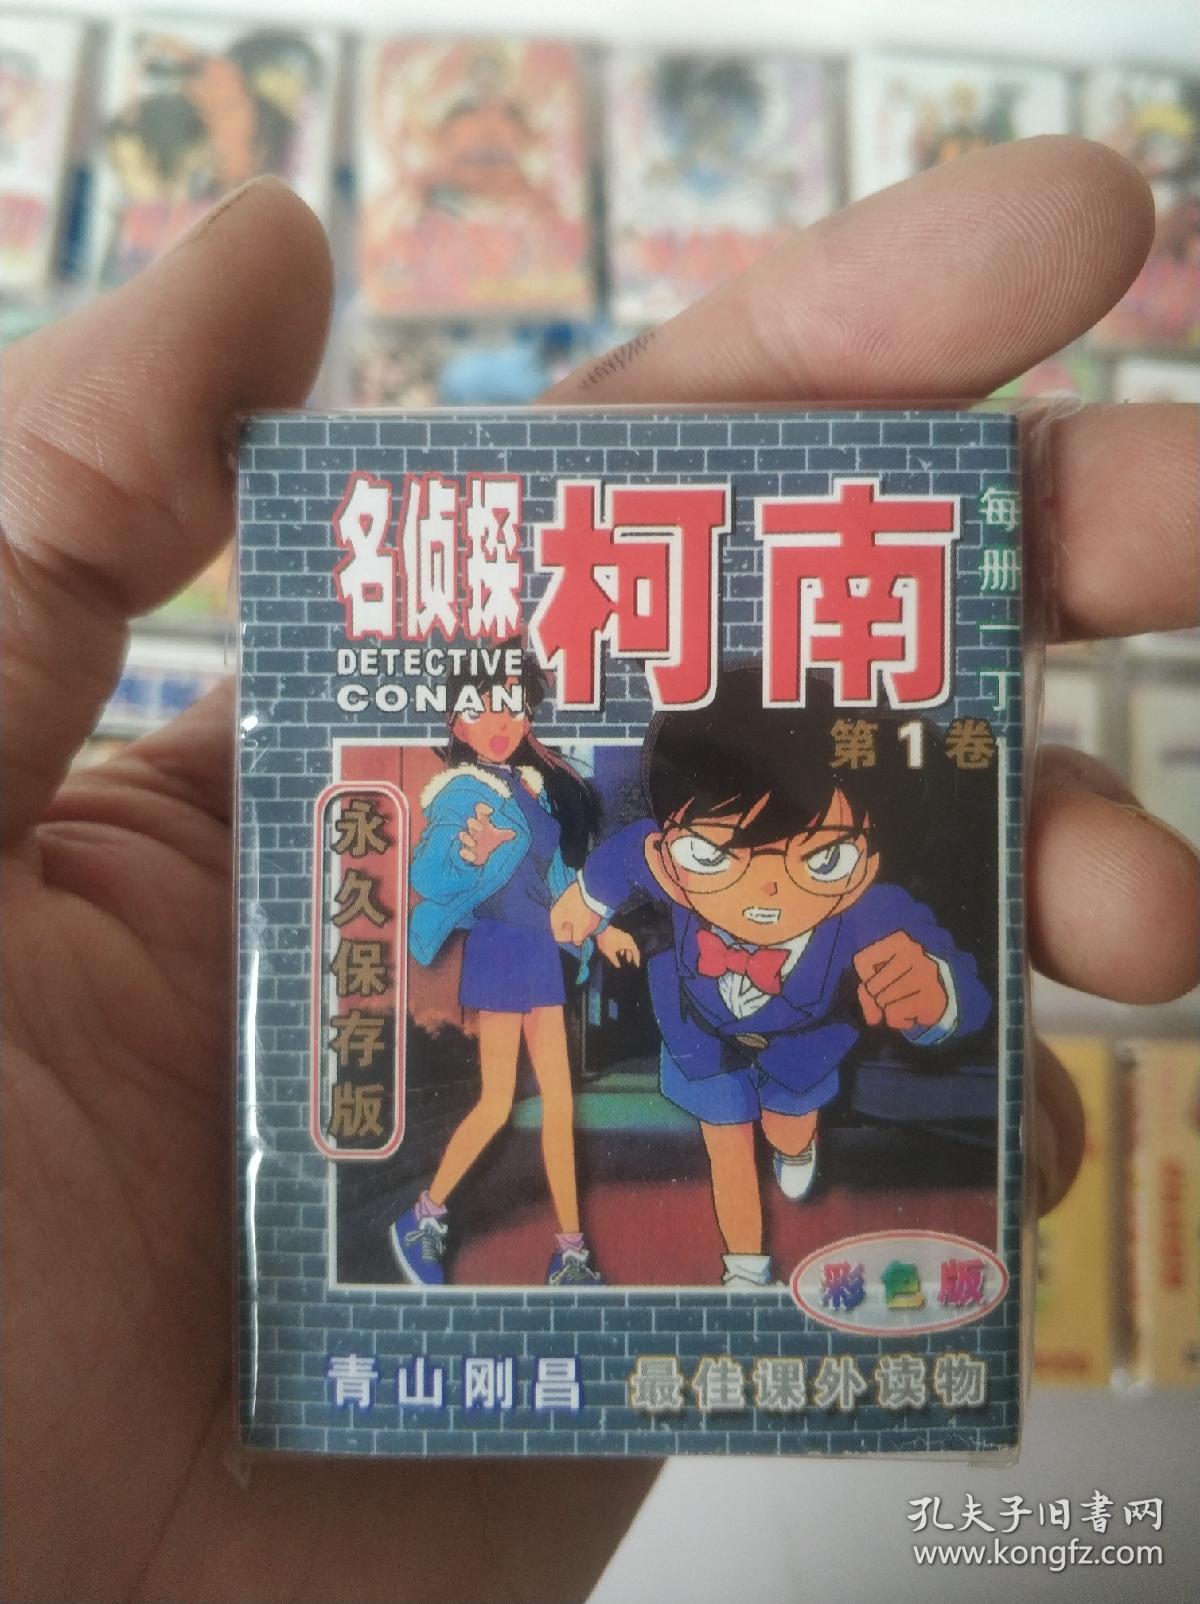 名侦探
柯南
DETECTIVE
CONAN
每册一丁
第1卷
永久保存版
彩色版
青山刚昌
最佳课外读物
孔夫子旧书网
www.kongfz.com